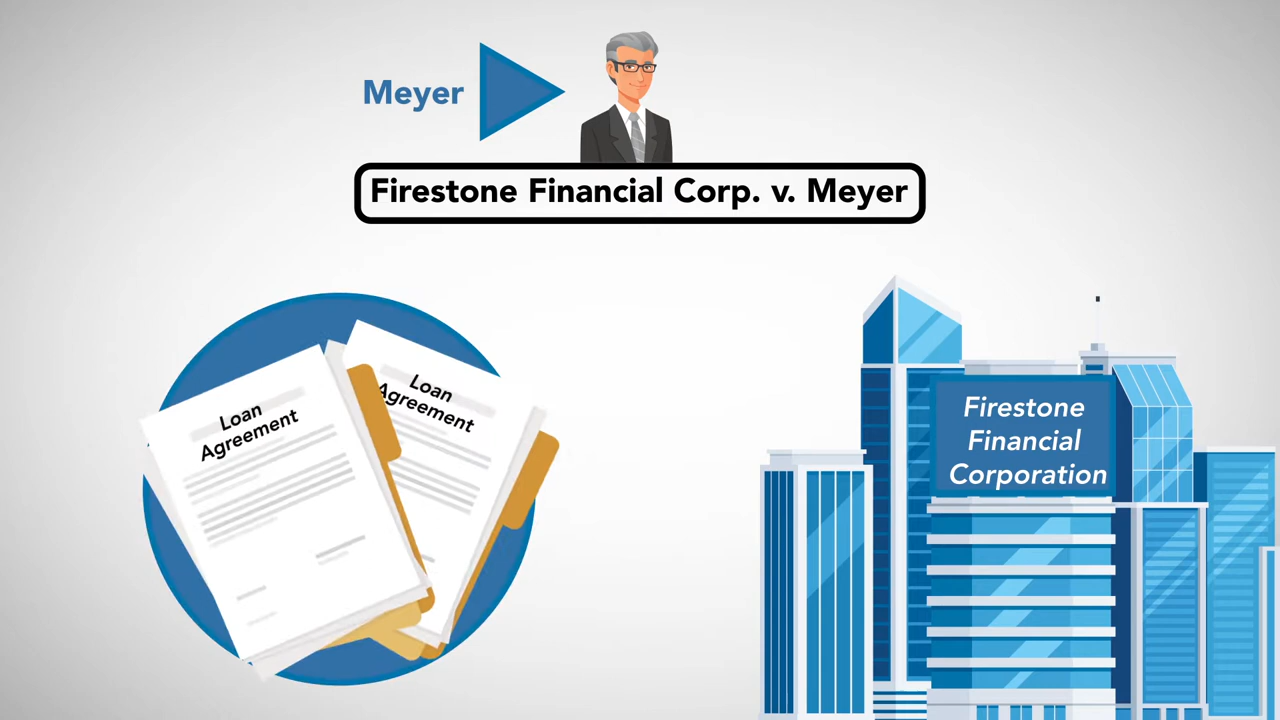 Meyer
Firestone Financial Corp. v. Meyer
Loan
Agreement
Loan
Agreement
Firestone
Financial
Corporation